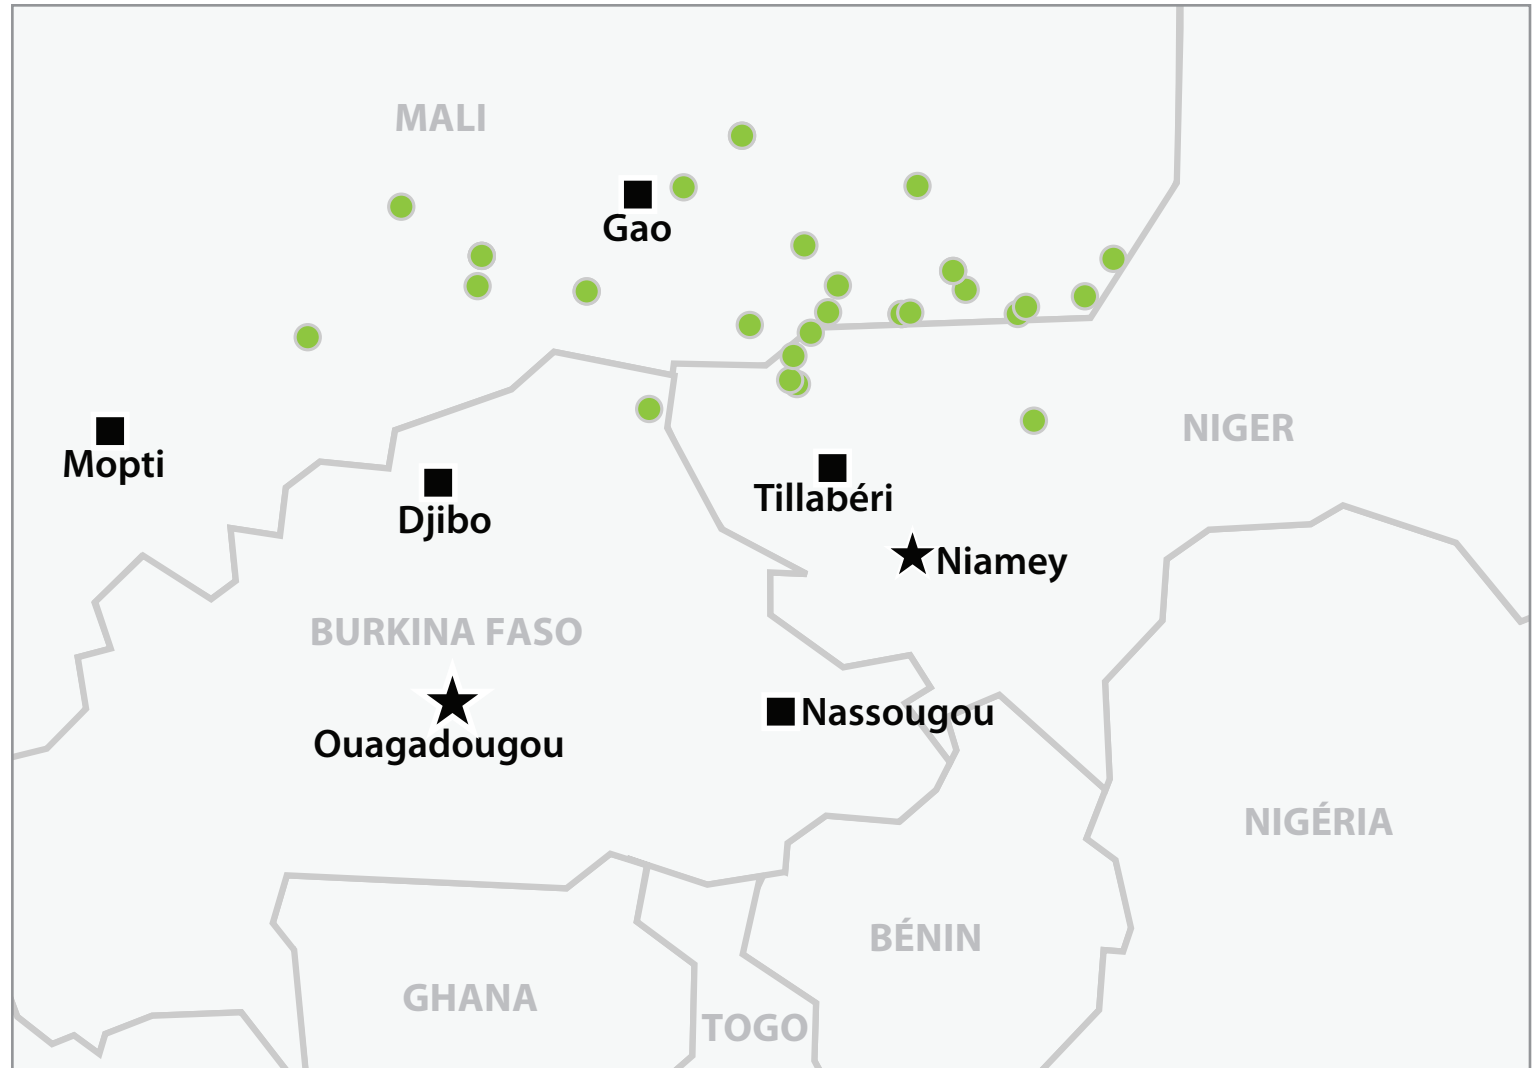 MALI
Gao
NIGER
Mopti
Djibo
Tillabéri
Niamey
BURKINA FASO
Ouagadougou
Nassougou
NIGÉRIA
BÉNIN
GHANA
TOGO